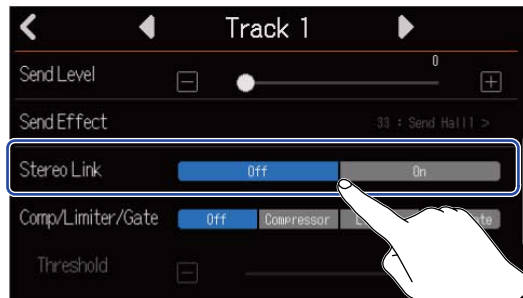 Track 1
Send Level 0
Send Effect 33 : Send Hall1 >
Stereo Link Off On
Comp/Limiter/Gate Off Compressor
Threshold